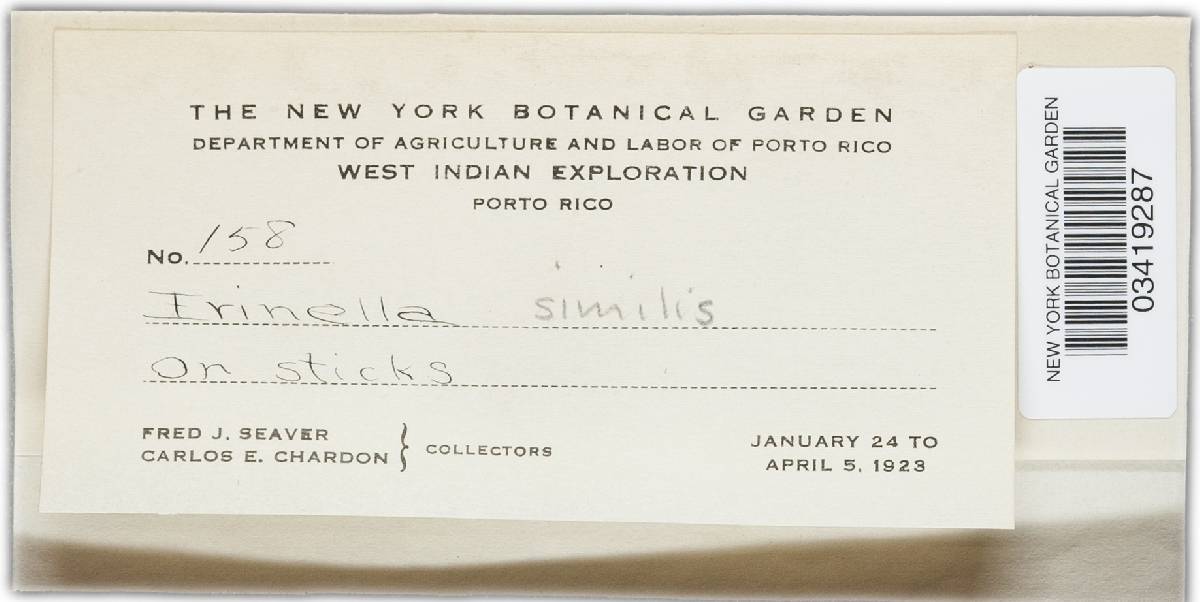 THE NEW YORK BOTANICAL GARDEN
DEPARTMENT OF AGRICULTURE AND LABOR OF PORTO RICO
WEST INDIAN EXPLORATION
PORTO RICO
No. 158
Irinella similis
On sticks
FRED J. SEAVER
CARLOS E. CHARDON } COLLECTORS
JANUARY 24 TO
APRIL 5, 1923
NEW YORK BOTANICAL GARDEN
03419287